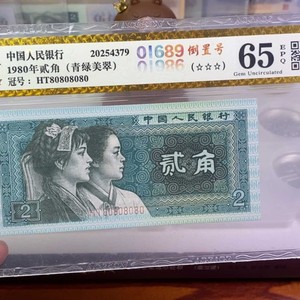 中国人民银行 20254379 01689 倒置号 65 EPQ
1980年贰角（青绿美翠） 01986 (☆☆☆) Gem Uncirculated
冠号：HT80808080
中国人民银行
贰角
80808080
2 2